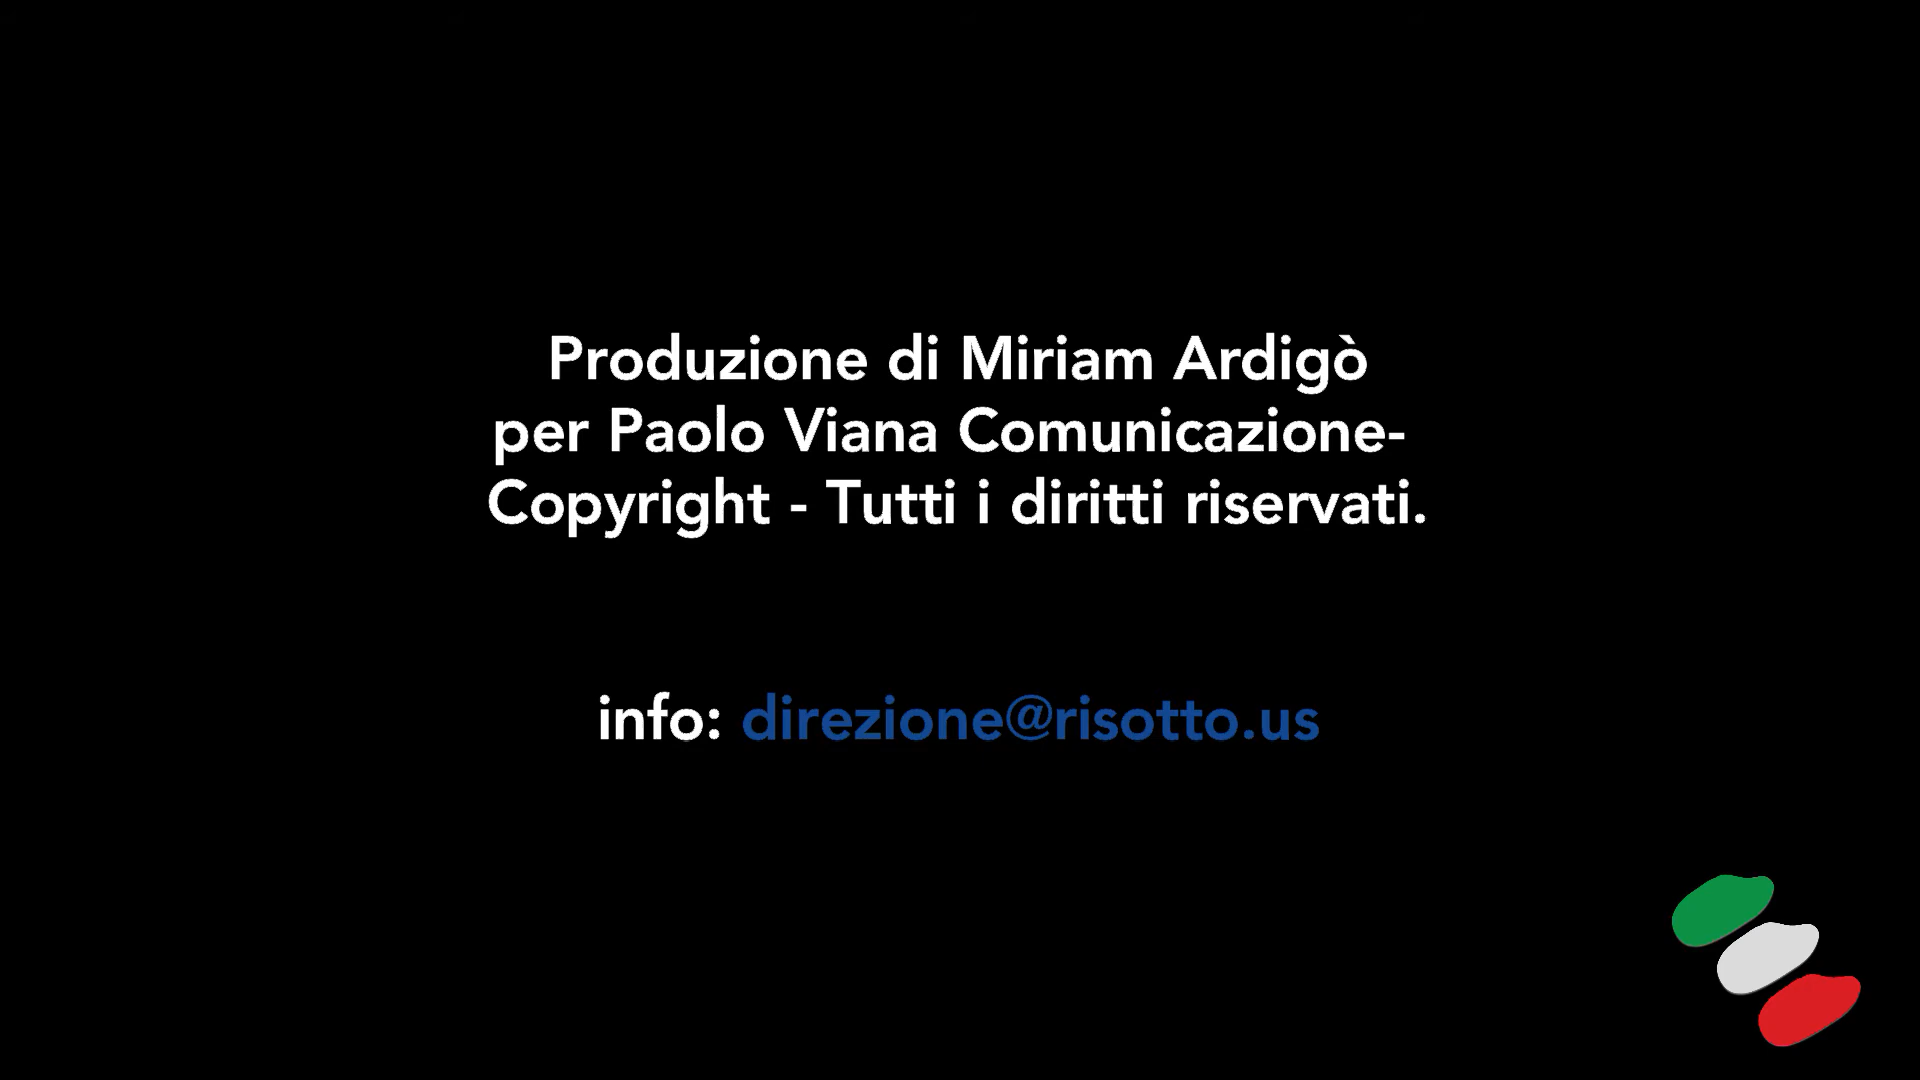 Produzione di Miriam Ardigò
per Paolo Viana Comunicazione-
Copyright - Tutti i diritti riservati.
info: direzione@risotto.us